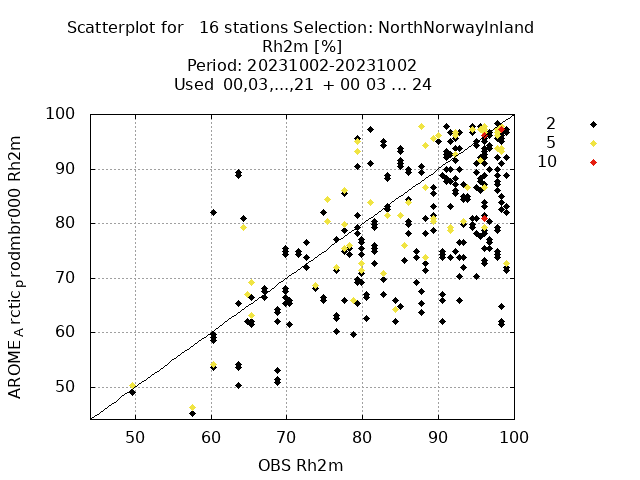 Scatterplot for   16 stations Selection: NorthNorwayInland
Rh2m [%]
Period: 20231002-20231002
Used  00,03,...,21  + 00 03 ... 24
100
90
80
70
60
50
50
60
70
80
90
100
AROME_Arctic_prodmbr000 Rh2m
OBS Rh2m
2
5
10